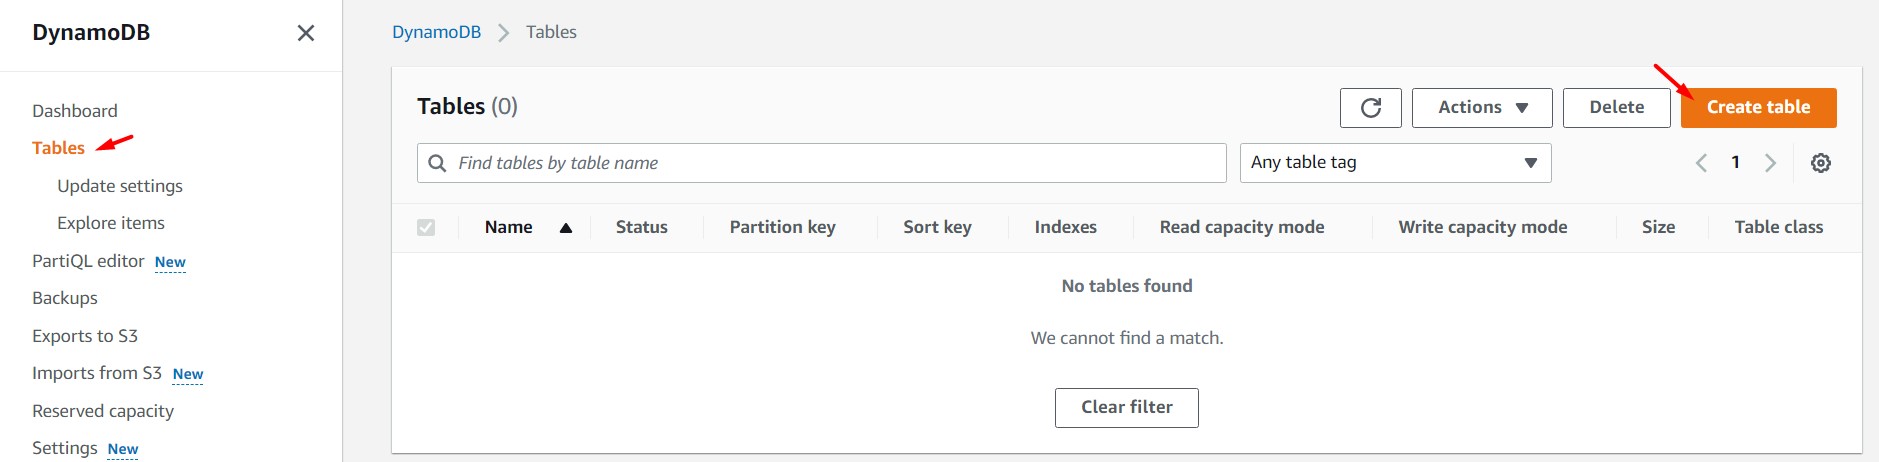 DynamoDB
Dashboard
Tables
Update settings
Explore items
PartiQL editor New
Backups
Exports to S3
Imports from S3 New
Reserved capacity
Settings New
DynamoDB Tables
Tables (0)
Actions
Delete
Create table
Find tables by table name
Any table tag
1
Name Status Partition key Sort key Indexes Read capacity mode Write capacity mode Size Table class
No tables found
We cannot find a match.
Clear filter